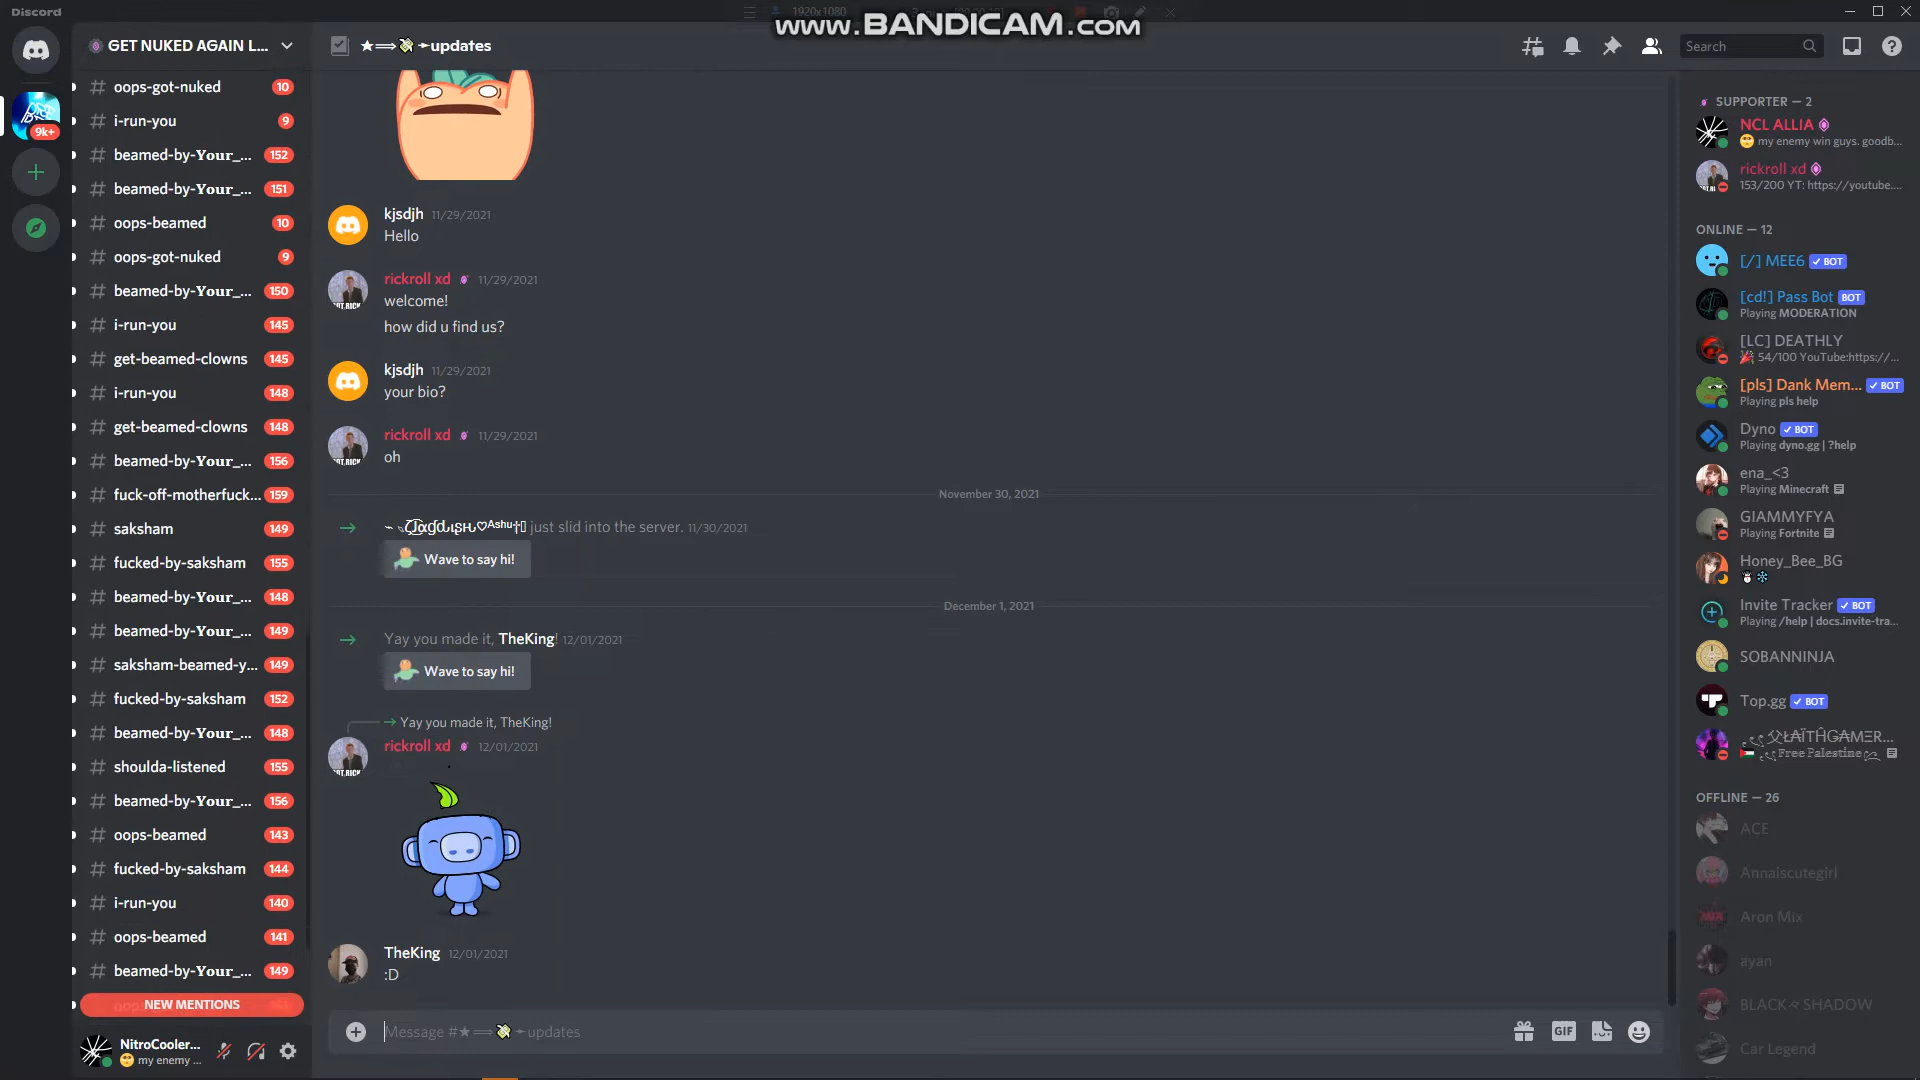 Discord
1920x1080
www.BANDICAM.com
GET NUKED AGAIN L...
★⟹💸➛updates
Search
oops-got-nuked 10
i-run-you 9
beamed-by-𝐘𝐨𝐮𝐫_... 152
beamed-by-𝐘𝐨𝐮𝐫_... 151
oops-beamed 10
oops-got-nuked 9
beamed-by-𝐘𝐨𝐮𝐫_... 150
i-run-you 145
get-beamed-clowns 145
i-run-you 148
get-beamed-clowns 148
beamed-by-𝐘𝐨𝐮𝐫_... 156
fuck-off-motherfuck... 159
saksham 149
fucked-by-saksham 155
beamed-by-𝐘𝐨𝐮𝐫_... 148
beamed-by-𝐘𝐨𝐮𝐫_... 149
saksham-beamed-y... 149
fucked-by-saksham 152
beamed-by-𝐘𝐨𝐮𝐫_... 148
shoulda-listened 155
beamed-by-𝐘𝐨𝐮𝐫_... 156
oops-beamed 143
fucked-by-saksham 144
i-run-you 140
oops-beamed 141
beamed-by-𝐘𝐨𝐮𝐫_... 149
NEW MENTIONS
9k+
NitroCooler...
my enemy ...
kjsdjh 11/29/2021
Hello
rickroll xd 11/29/2021
welcome!
how did u find us?
kjsdjh 11/29/2021
your bio?
rickroll xd 11/29/2021
oh
November 30, 2021
just slid into the server. 11/30/2021
Wave to say hi!
December 1, 2021
Yay you made it, TheKing! 12/01/2021
Wave to say hi!
Yay you made it, TheKing!
rickroll xd 12/01/2021
TheKing 12/01/2021
:D
Message #★⟹💸➛updates
GIF
SUPPORTER — 2
NCL ALLIA
my enemy win guys. goodb...
rickroll xd
153/200 YT: https://youtube....
ONLINE — 12
[/] MEE6 ✓ BOT
[cd!] Pass Bot BOT
Playing MODERATION
[LC] DEATHLY
🎉 54/100 YouTube:https://...
[pls] Dank Mem... ✓ BOT
Playing pls help
Dyno ✓ BOT
Playing dyno.gg | ?help
ena_<3
Playing Minecraft
GIAMMYFYA
Playing Fortnite
Honey_Bee_BG
Invite Tracker ✓ BOT
Playing /help | docs.invite-tra...
SOBANNINJA
Top.gg ✓ BOT
𝔽𝕣𝕖𝕖 ℙ𝕒𝕝𝕖𝕤𝕥𝕚𝕟𝕖
OFFLINE — 26
ACE
Annaiscutegirl
Aron Mix
ayan
BLACK々SHADOW
Car Legend